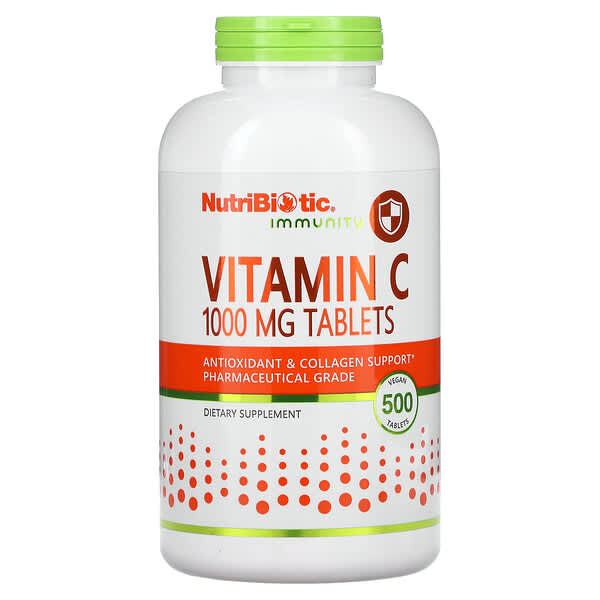 NutriBiotic®
immunity
VITAMIN C
1000 MG TABLETS
ANTIOXIDANT & COLLAGEN SUPPORT*
PHARMACEUTICAL GRADE
DIETARY SUPPLEMENT
VEGAN
500
TABLETS